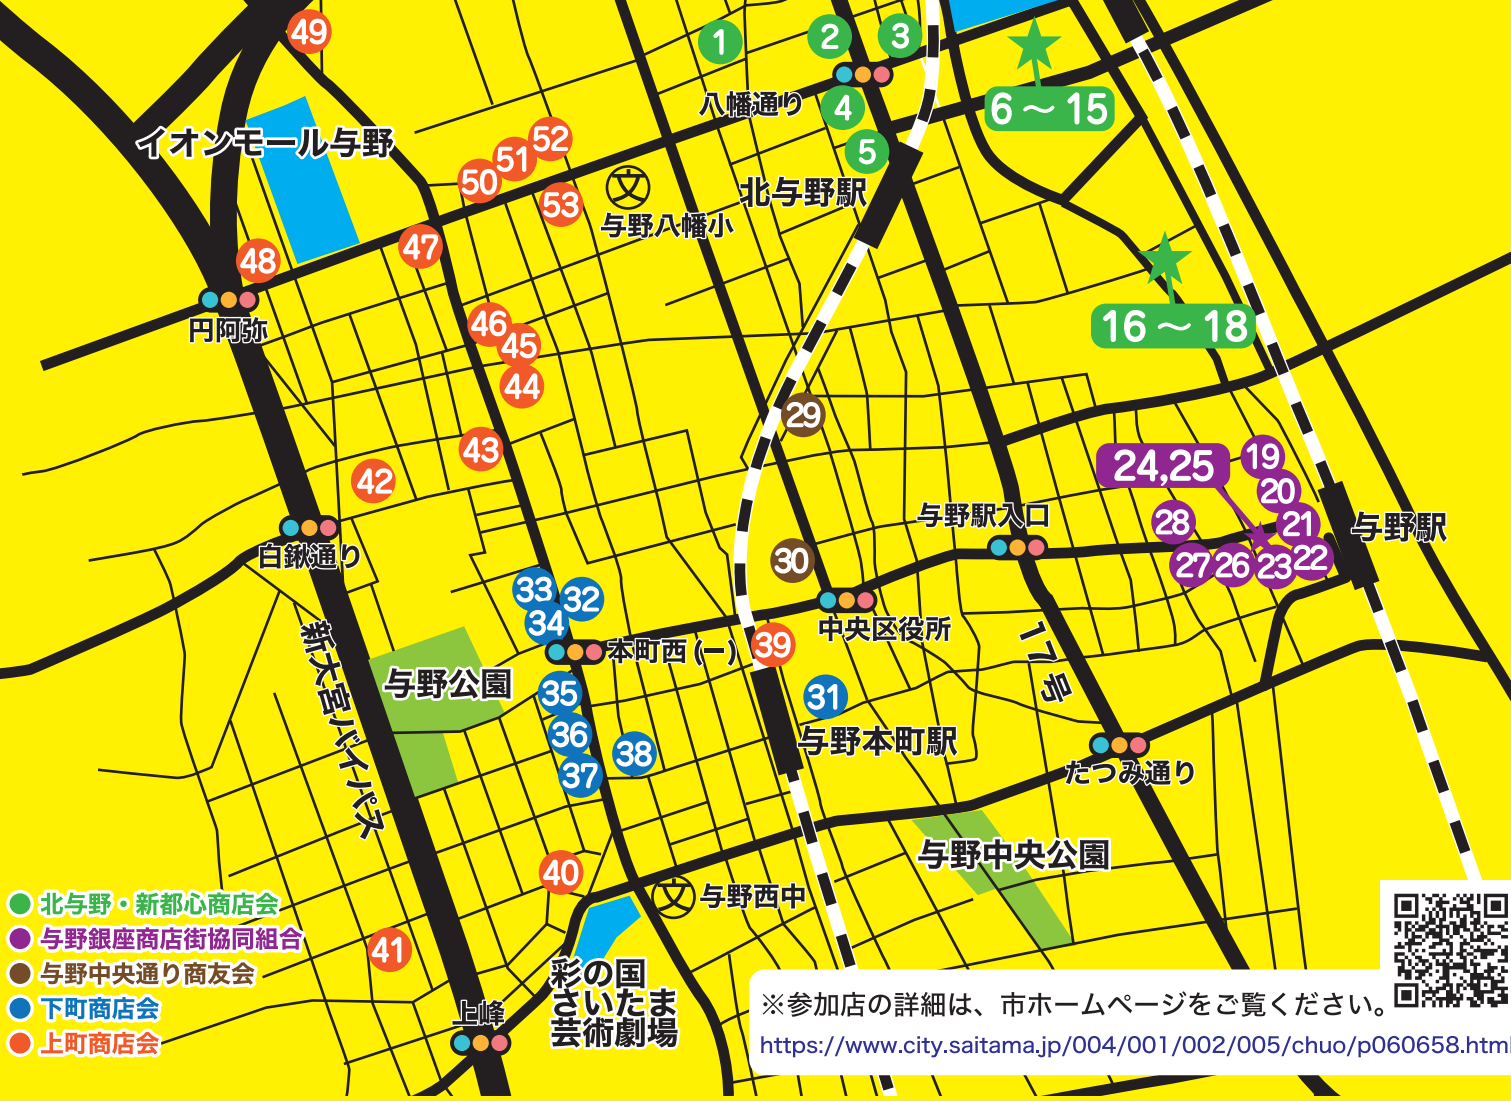 49
1
2
3
八幡通り
4
6～15
イオンモール与野
52
51
50
5
文
北与野駅
53
与野八幡小
47
48
円阿弥
16～18
46
45
44
29
43
42
24,25
19
20
28
与野駅入口
21
与野駅
白鍬通り
30
27
26
23
22
33
32
34
中央区役所
本町西(一)
39
新大宮バイパス
与野公園
17号
35
31
36
与野本町駅
38
37
たつみ通り
40
与野中央公園
文
与野西中
北与野・新都心商店会
与野銀座商店街協同組合
41
与野中央通り商友会
下町商店会
上町商店会
上峰
彩の国
さいたま
芸術劇場
※参加店の詳細は、市ホームページをご覧ください。
https://www.city.saitama.jp/004/001/002/005/chuo/p060658.html